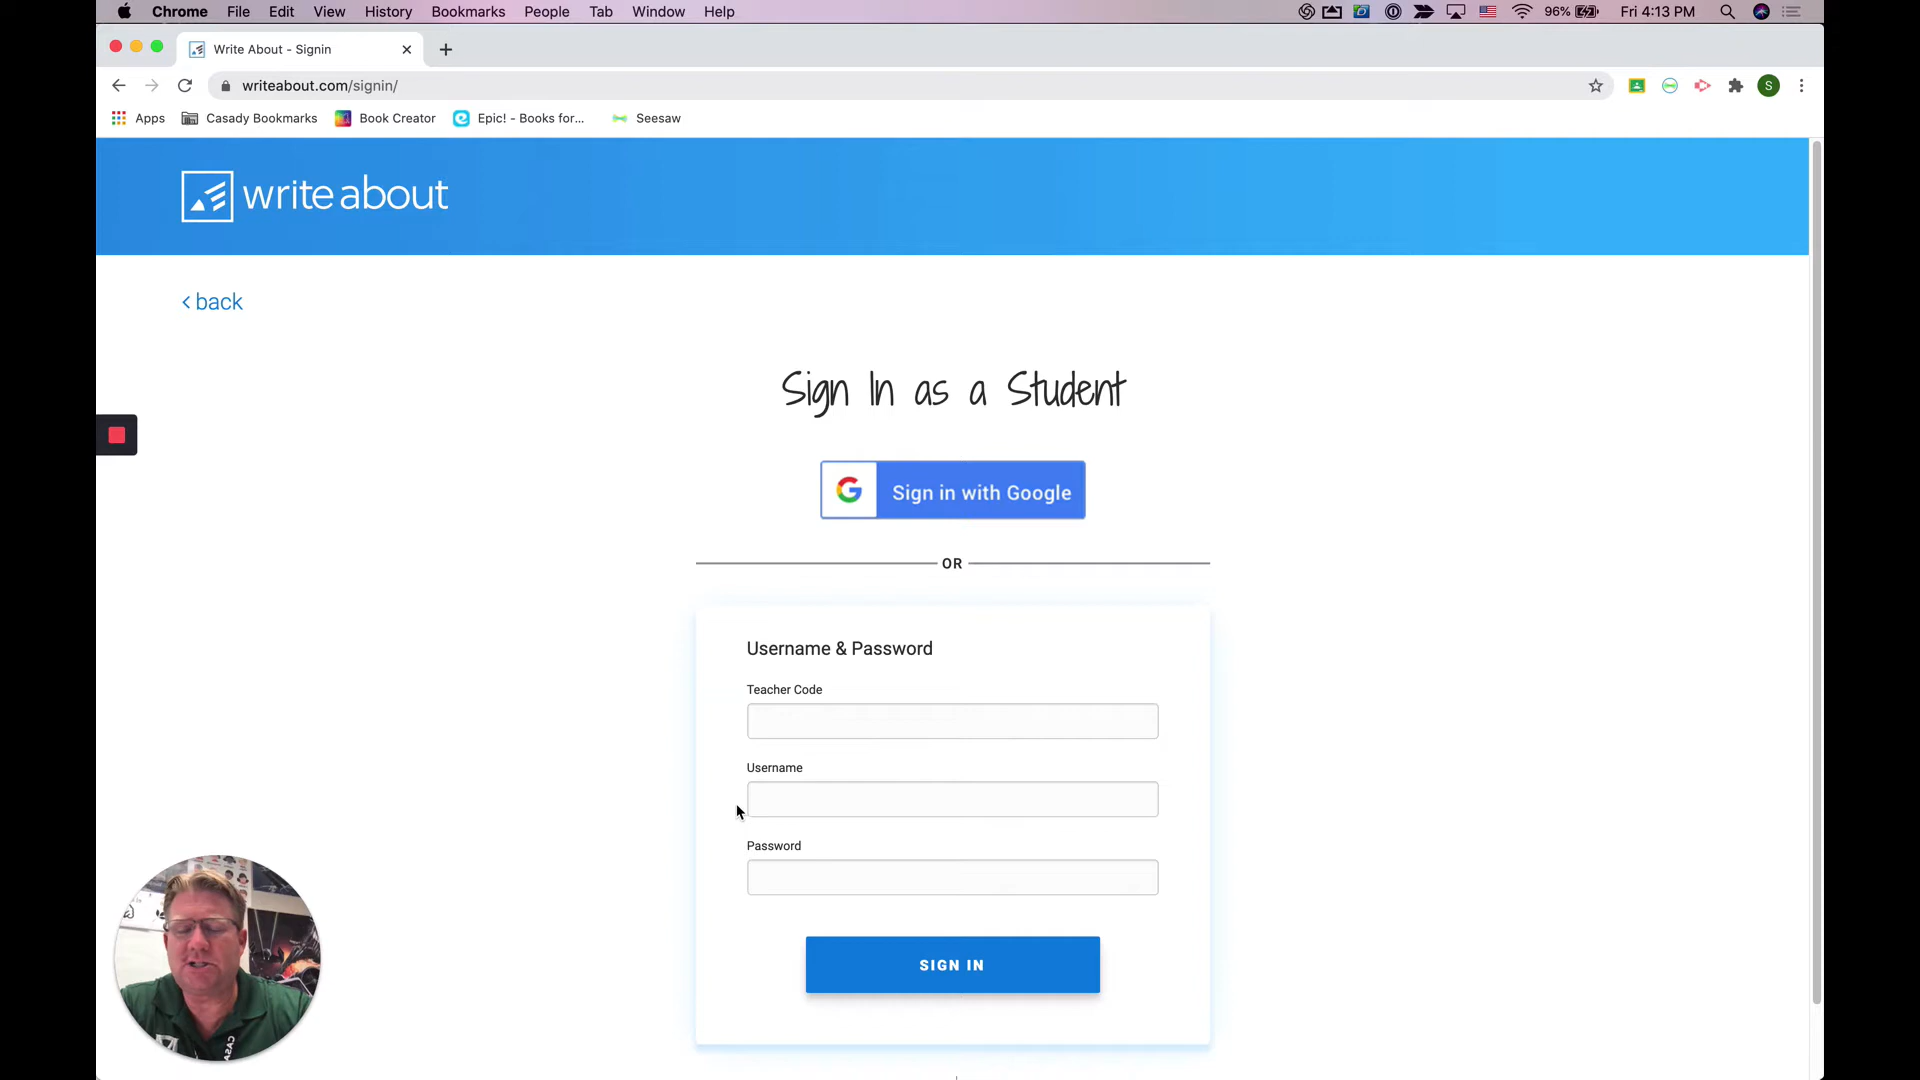 Chrome File Edit View History Bookmarks People Tab Window Help 96% Fri 4:13 PM
Write About - Signin
writeabout.com/signin/ S
Apps Casady Bookmarks Book Creator Epic! - Books for... Seesaw
write about
back
Sign In as a Student
G Sign in with Google
OR
Username & Password
Teacher Code
Username
Password
SIGN IN